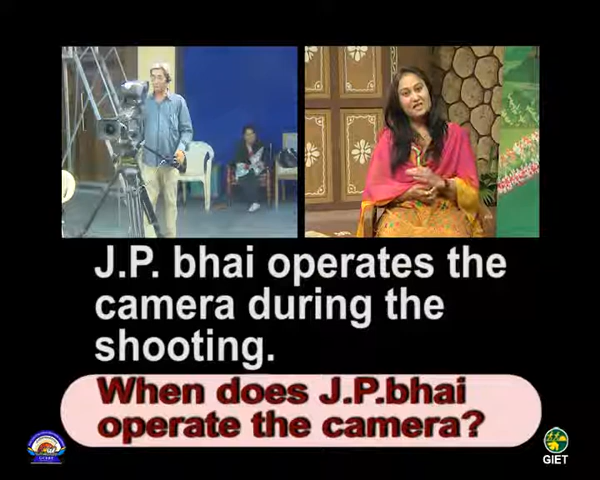 J.P. bhai operates the
camera during the
shooting.
When does J.P.bhai
operate the camera?
GIET